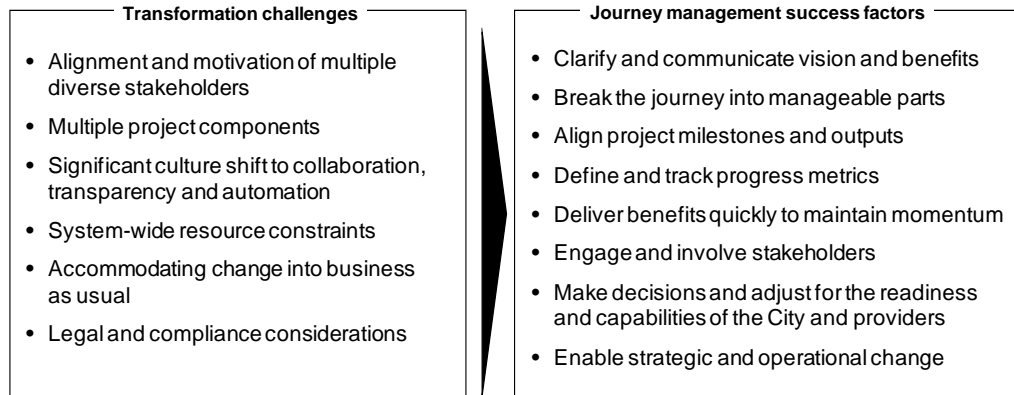 Transformation challenges
• Alignment and motivation of multiple
diverse stakeholders
• Multiple project components
• Significant culture shift to collaboration,
transparency and automation
• System-wide resource constraints
• Accommodating change into business
as usual
• Legal and compliance considerations
Journey management success factors
• Clarify and communicate vision and benefits
• Break the journey into manageable parts
• Align project milestones and outputs
• Define and track progress metrics
• Deliver benefits quickly to maintain momentum
• Engage and involve stakeholders
• Make decisions and adjust for the readiness
and capabilities of the City and providers
• Enable strategic and operational change